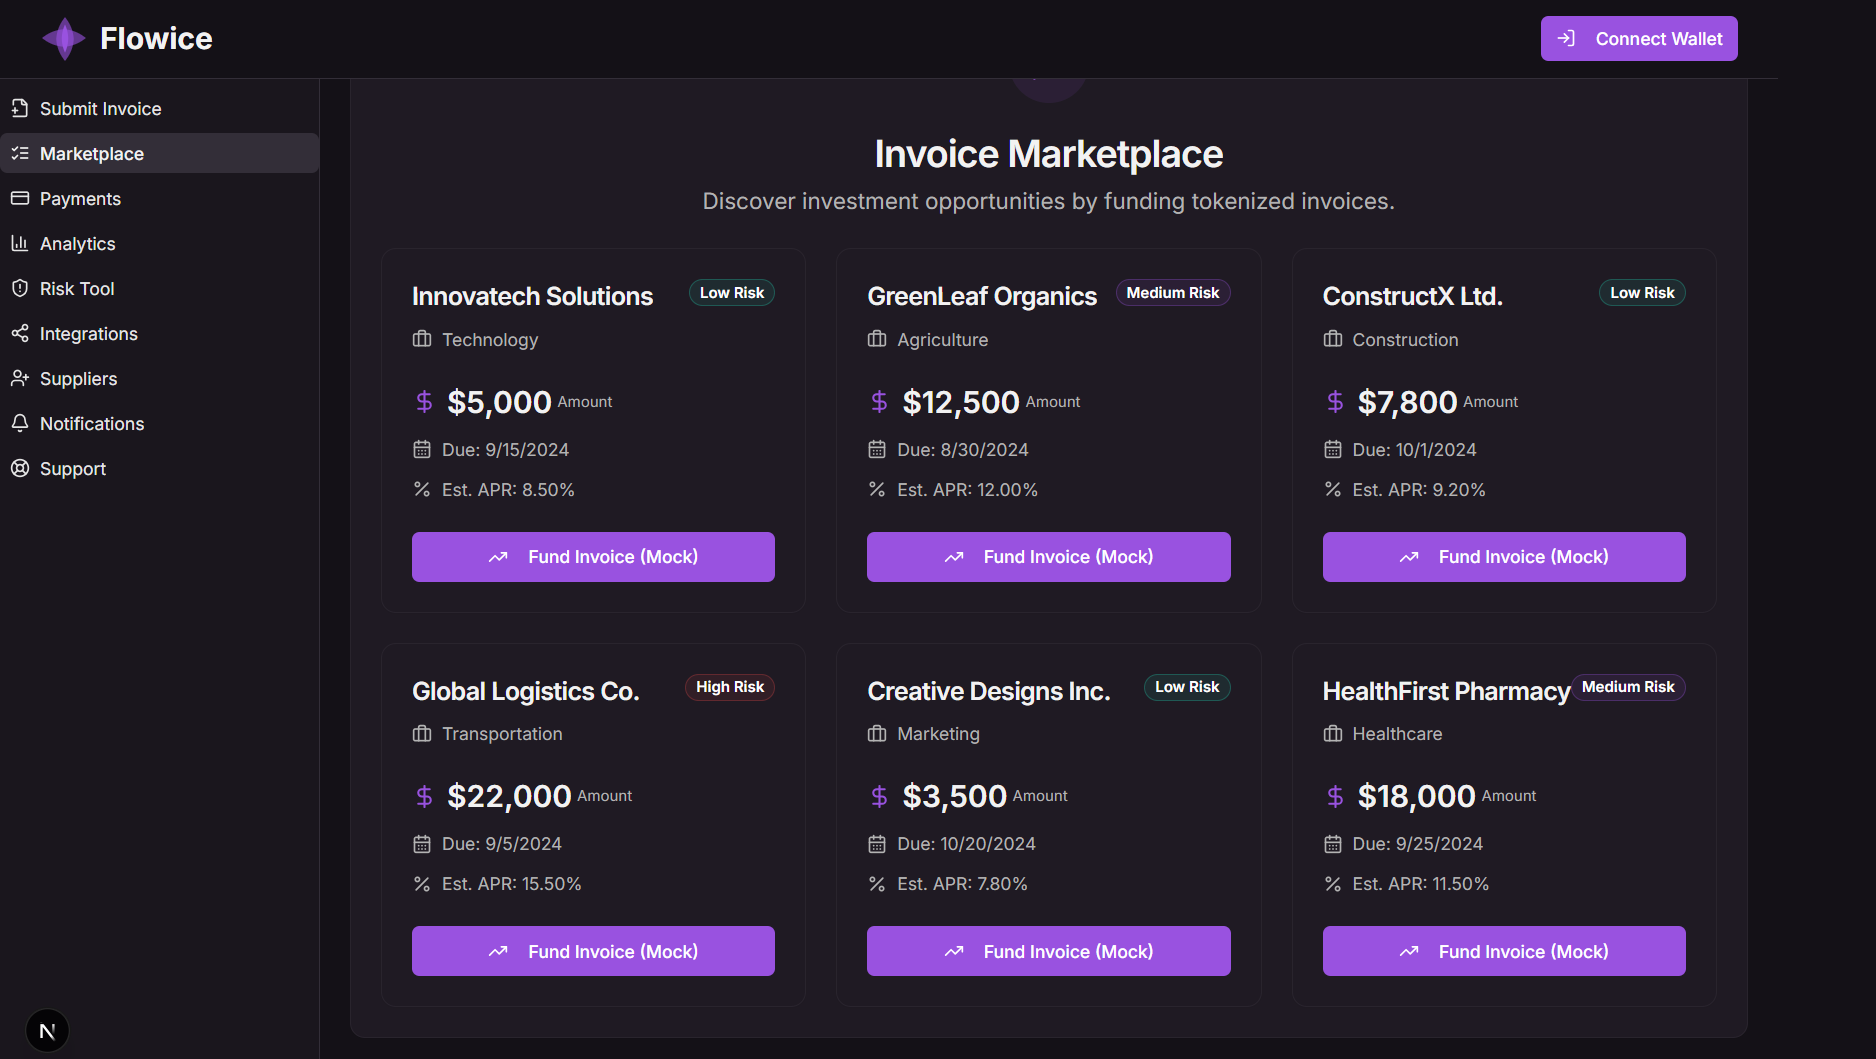 Flowice
Connect Wallet
Submit Invoice
Marketplace
Payments
Analytics
Risk Tool
Integrations
Suppliers
Notifications
Support
Invoice Marketplace
Discover investment opportunities by funding tokenized invoices.
Innovatech Solutions
Low Risk
Technology
$5,000 Amount
Due: 9/15/2024
Est. APR: 8.50%
Fund Invoice (Mock)
GreenLeaf Organics
Medium Risk
Agriculture
$12,500 Amount
Due: 8/30/2024
Est. APR: 12.00%
Fund Invoice (Mock)
ConstructX Ltd.
Low Risk
Construction
$7,800 Amount
Due: 10/1/2024
Est. APR: 9.20%
Fund Invoice (Mock)
Global Logistics Co.
High Risk
Transportation
$22,000 Amount
Due: 9/5/2024
Est. APR: 15.50%
Fund Invoice (Mock)
Creative Designs Inc.
Low Risk
Marketing
$3,500 Amount
Due: 10/20/2024
Est. APR: 7.80%
Fund Invoice (Mock)
HealthFirst Pharmacy
Medium Risk
Healthcare
$18,000 Amount
Due: 9/25/2024
Est. APR: 11.50%
Fund Invoice (Mock)
N